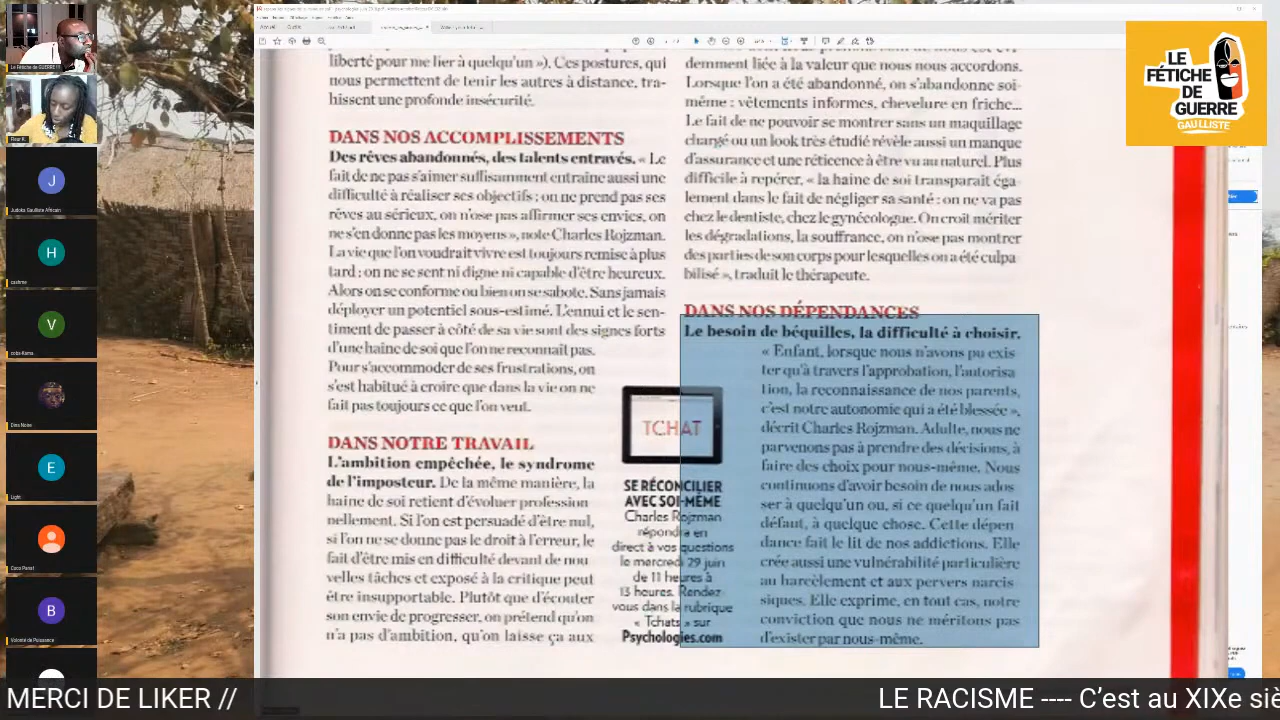 Accueil
Outils
Le Fétiche de GUERRE
Fleur K.
J
Judoka Gaulliste Africain
H
cashme
V
coba Kama
Dms Noire
E
Light
Coco Parial
B
Volonté de Puissance
liberté pour me lier à quelqu'un »). Ces postures, qui
nous permettent de tenir les autres à distance, tra-
hissent une profonde insécurité.
DANS NOS ACCOMPLISSEMENTS
Des rêves abandonnés, des talents entravés. « Le
fait de ne pas s'aimer suffisamment entraîne aussi une
difficulté à réaliser ses objectifs : on ne prend pas ses
rêves au sérieux, on n'ose pas affirmer ses envies, on
ne s'en donne pas les moyens », note Charles Rojzman.
La vie que l'on voudrait vivre est toujours remise à plus
tard : on ne se sent ni digne ni capable d'être heureux.
Alors on se conforme ou bien on se sabote. Sans jamais
déployer un potentiel sous-estimé. L'ennui et le sen-
timent de passer à côté de sa vie sont des signes forts
d'une haine de soi que l'on ne reconnaît pas.
Pour s'accommoder de ses frustrations, on
s'est habitué à croire que dans la vie on ne
fait pas toujours ce que l'on veut.
DANS NOTRE TRAVAIL
L'ambition empêchée, le syndrome
de l'imposteur. De la même manière, la
haine de soi retient d'évoluer profession
nellement. Si l'on est persuadé d'être nul,
si l'on ne se donne pas le droit à l'erreur, le
fait d'être mis en difficulté devant de nou
velles tâches et exposé à la critique peut
être insupportable. Plutôt que d'écouter
son envie de progresser, on prétend qu'on
n'a pas d'ambition, qu'on laisse ça aux
TCHAT
SE RÉCONCILIER
AVEC SOI-MÊME
Charles Rojzman
répondra en
direct à vos questions
le mercredi 29 juin
de 11 heures à
13 heures. Rendez-
vous dans la rubrique
« Tchats » sur
Psychologies.com
demment liée à la valeur que nous nous accordons.
Lorsque l'on a été abandonné, on s'abandonne soi-
même : vêtements informes, chevelure en friche...
Le fait de ne pouvoir se montrer sans un maquillage
chargé ou un look très étudié révèle aussi un manque
d'assurance et une réticence à être vu au naturel. Plus
difficile à repérer, « la haine de soi transparaît éga-
lement dans le fait de négliger sa santé : on ne va pas
chez le dentiste, chez le gynécologue. On croit mériter
les dégradations, la souffrance, on n'ose pas montrer
des parties de son corps pour lesquelles on a été culpa-
bilisé », traduit le thérapeute.
DANS NOS DÉPENDANCES
Le besoin de béquilles, la difficulté à choisir.
« Enfant, lorsque nous n'avons pu exis
ter qu'à travers l'approbation, l'autorisa
tion, la reconnaissance de nos parents,
c'est notre autonomie qui a été blessée »,
décrit Charles Rojzman. Adulte, nous ne
parvenons pas à prendre des décisions, à
faire des choix pour nous-même. Nous
continuons d'avoir besoin de nous ados
ser à quelqu'un ou, si ce quelqu'un fait
défaut, à quelque chose. Cette dépen
dance fait le lit de nos addictions. Elle
crée aussi une vulnérabilité particulière
au harcèlement et aux pervers narcis
siques. Elle exprime, en tout cas, notre
conviction que nous ne méritons pas
d'exister par nous-même.
LE
FÉTICHE
DE
GUERRE
GAULLISTE
MERCI DE LIKER //
LE RACISME ---- C'est au XIXe siè